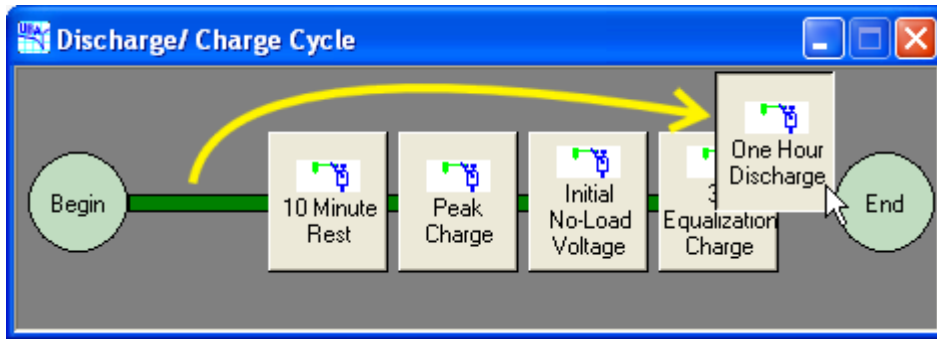 Discharge/ Charge Cycle
Begin
10 Minute
Rest
Peak
Charge
Initial
No-Load
Voltage
3
Equalization
Charge
One Hour
Discharge
End